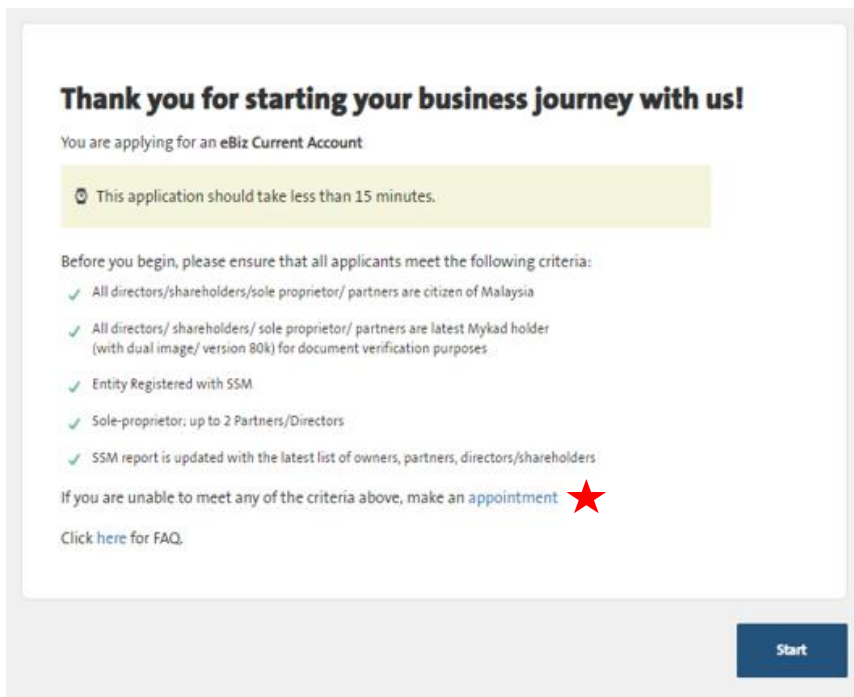 Thank you for starting your business journey with us!
You are applying for an eBiz Current Account
This application should take less than 15 minutes.
Before you begin, please ensure that all applicants meet the following criteria:
All directors/shareholders/sole proprietor/ partners are citizen of Malaysia
All directors/ shareholders/ sole proprietor/ partners are latest Mykad holder
(with dual image/ version 80k) for document verification purposes
Entity Registered with SSM
Sole-proprietor; up to 2 Partners/Directors
SSM report is updated with the latest list of owners, partners, directors/shareholders
If you are unable to meet any of the criteria above, make an appointment
Click here for FAQ.
Start